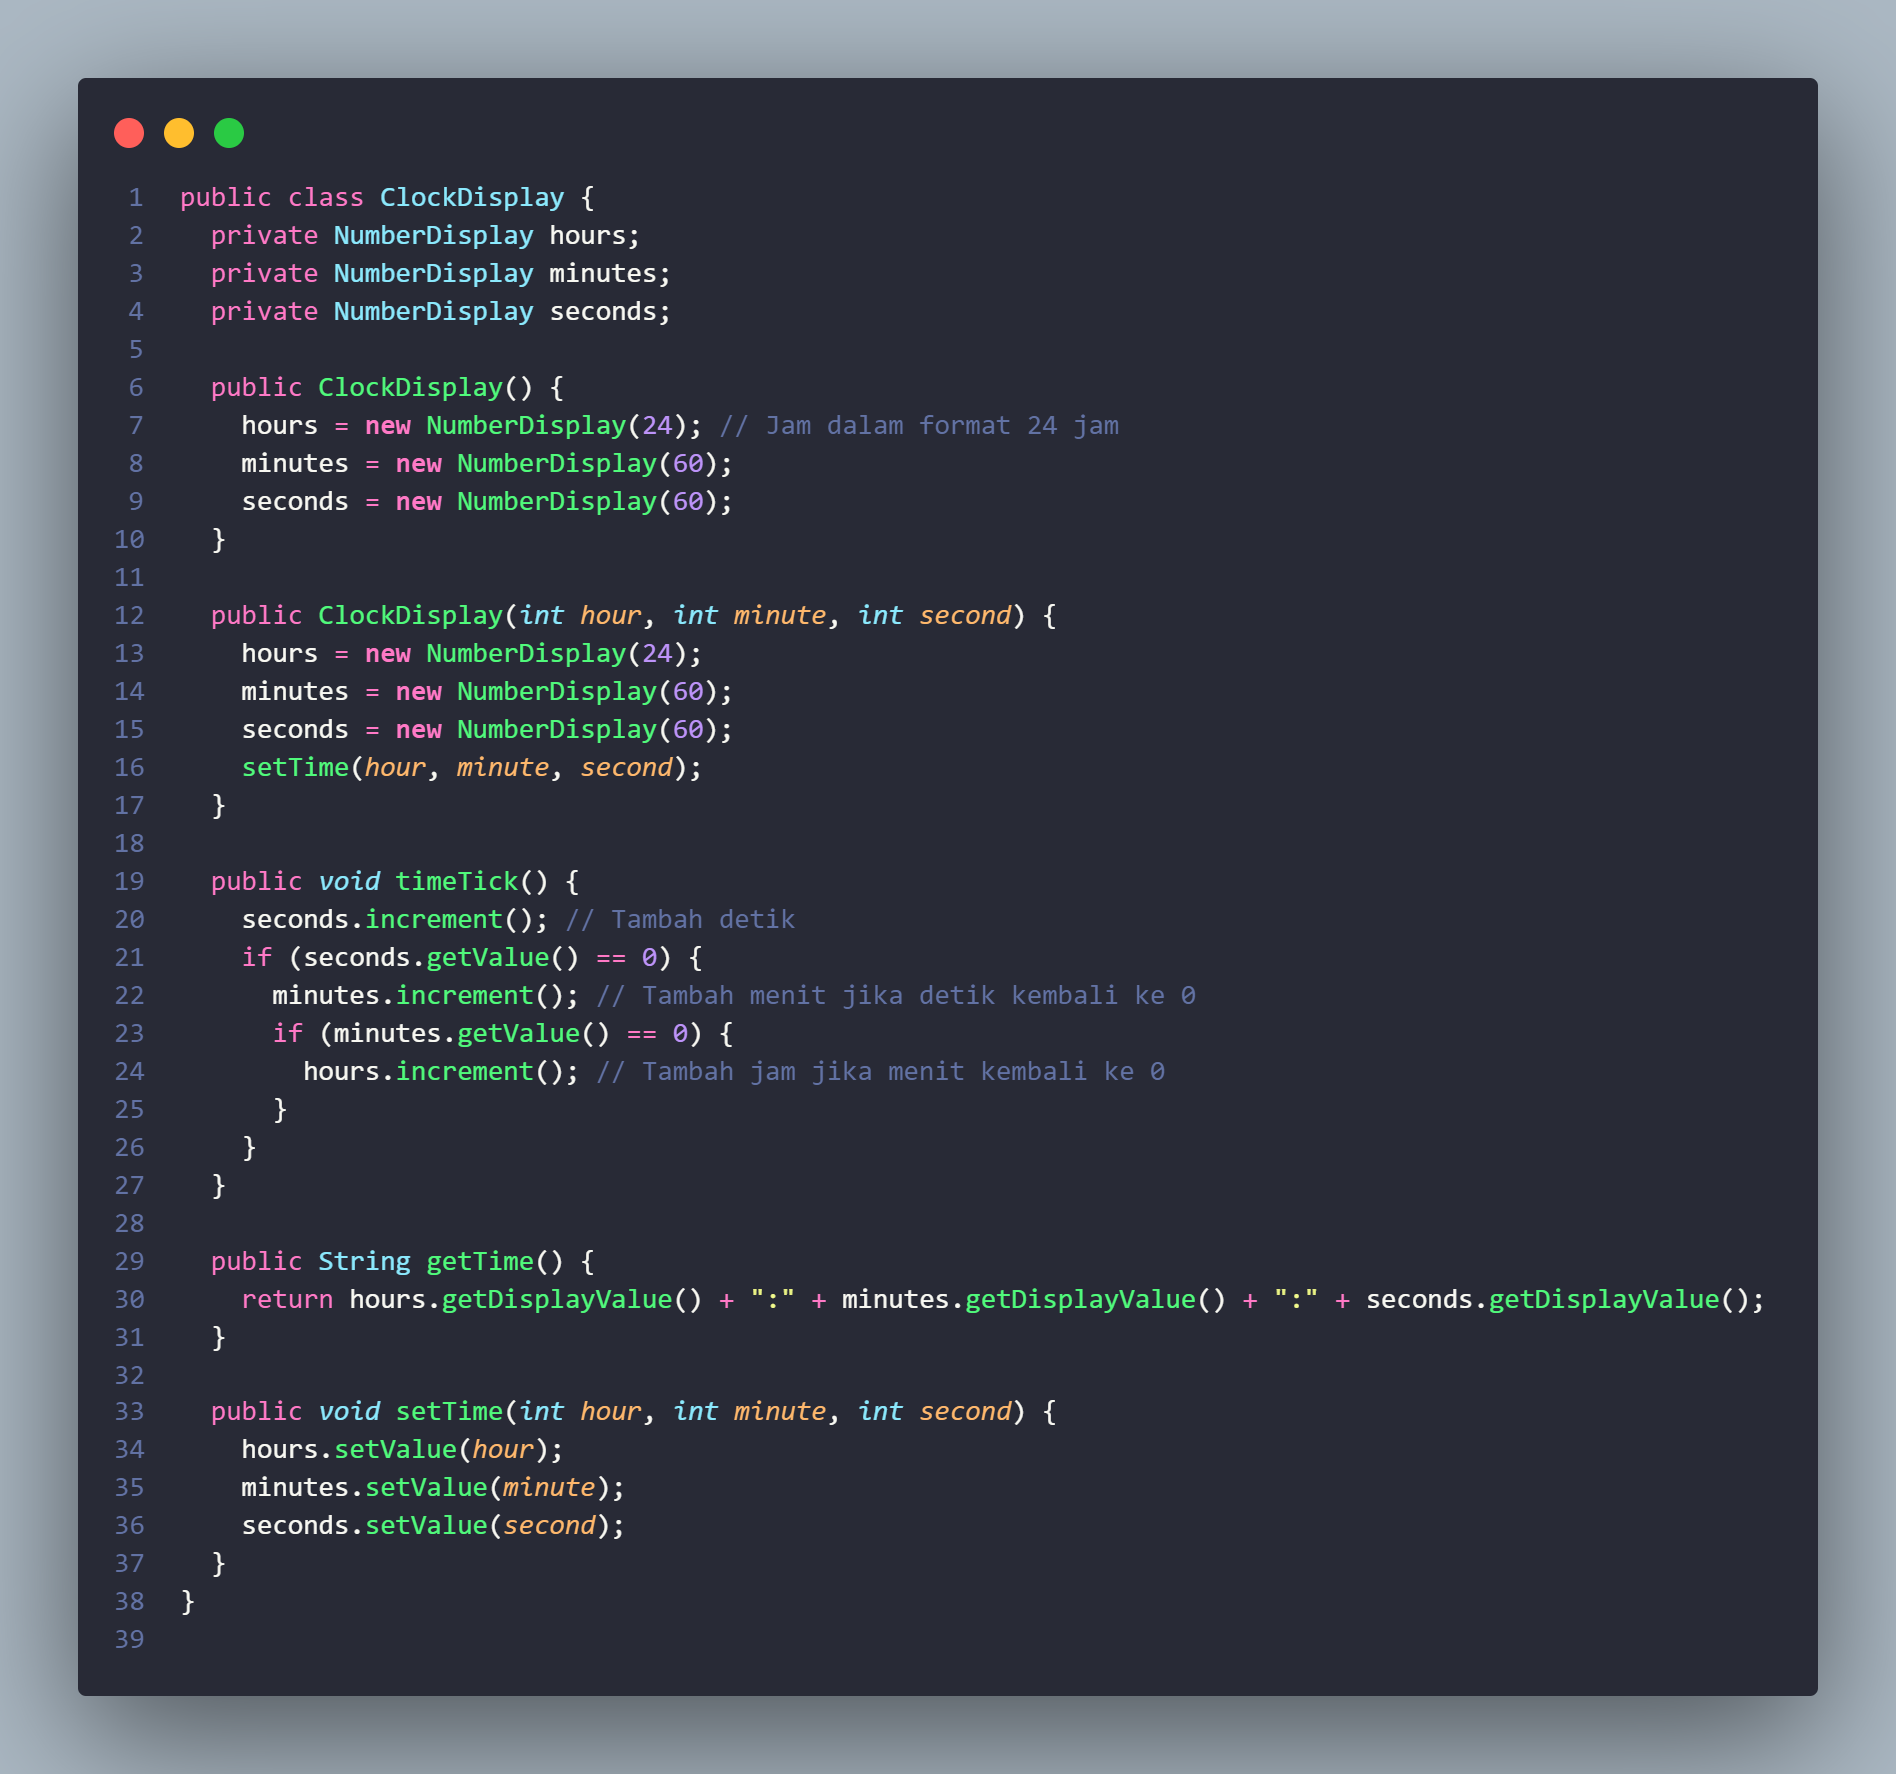 1 public class ClockDisplay {
2   private NumberDisplay hours;
3   private NumberDisplay minutes;
4   private NumberDisplay seconds;
5
6   public ClockDisplay() {
7     hours = new NumberDisplay(24); // Jam dalam format 24 jam
8     minutes = new NumberDisplay(60);
9     seconds = new NumberDisplay(60);
10   }
11
12   public ClockDisplay(int hour, int minute, int second) {
13     hours = new NumberDisplay(24);
14     minutes = new NumberDisplay(60);
15     seconds = new NumberDisplay(60);
16     setTime(hour, minute, second);
17   }
18
19   public void timeTick() {
20     seconds.increment(); // Tambah detik
21     if (seconds.getValue() == 0) {
22       minutes.increment(); // Tambah menit jika detik kembali ke 0
23       if (minutes.getValue() == 0) {
24         hours.increment(); // Tambah jam jika menit kembali ke 0
25       }
26     }
27   }
28
29   public String getTime() {
30     return hours.getDisplayValue() + ":" + minutes.getDisplayValue() + ":" + seconds.getDisplayValue();
31   }
32
33   public void setTime(int hour, int minute, int second) {
34     hours.setValue(hour);
35     minutes.setValue(minute);
36     seconds.setValue(second);
37   }
38 }
39